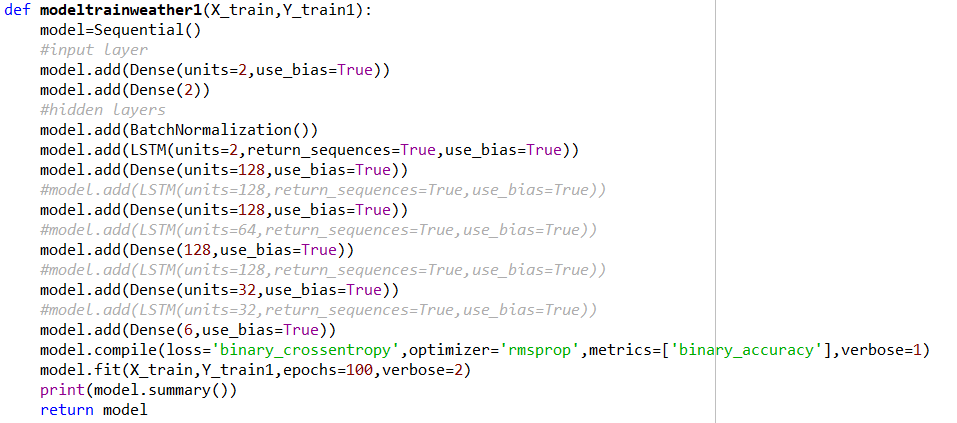 def modeltrainweather1(X_train,Y_train1):
    model=Sequential()
    #input layer
    model.add(Dense(units=2,use_bias=True))
    model.add(Dense(2))
    #hidden layers
    model.add(BatchNormalization())
    model.add(LSTM(units=2,return_sequences=True,use_bias=True))
    model.add(Dense(units=128,use_bias=True))
    #model.add(LSTM(units=128,return_sequences=True,use_bias=True))
    model.add(Dense(units=128,use_bias=True))
    #model.add(LSTM(units=64,return_sequences=True,use_bias=True))
    model.add(Dense(128,use_bias=True))
    #model.add(LSTM(units=128,return_sequences=True,use_bias=True))
    model.add(Dense(units=32,use_bias=True))
    #model.add(LSTM(units=32,return_sequences=True,use_bias=True))
    model.add(Dense(6,use_bias=True))
    model.compile(loss='binary_crossentropy',optimizer='rmsprop',metrics=['binary_accuracy'],verbose=1)
    model.fit(X_train,Y_train1,epochs=100,verbose=2)
    print(model.summary())
    return model